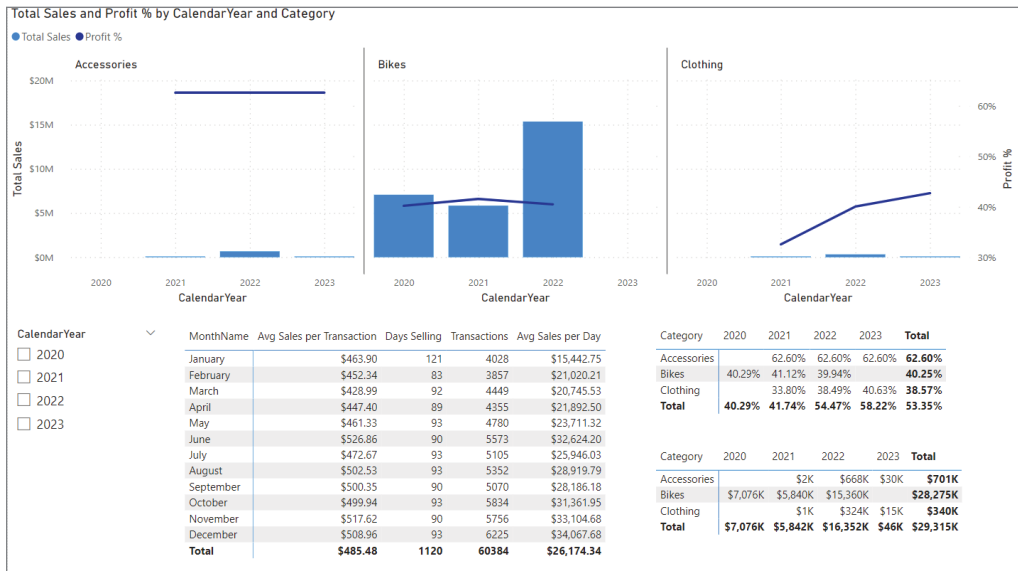 Total Sales and Profit % by CalendarYear and Category
Total Sales Profit %
Accessories Bikes Clothing
$20M
$15M
$10M
$5M
$0M
Total Sales
60%
50%
40%
30%
Profit %
2020 2021 2022 2023 2020 2021 2022 2023 2020 2021 2022 2023
CalendarYear CalendarYear CalendarYear
CalendarYear
2020
2021
2022
2023
MonthName Avg Sales per Transaction Days Selling Transactions Avg Sales per Day
January $463.90 121 4028 $15,442.75
February $452.34 83 3857 $21,020.21
March $428.99 92 4449 $20,745.53
April $447.40 89 4355 $21,892.50
May $461.33 93 4780 $23,711.32
June $526.86 90 5573 $32,624.20
July $472.67 93 5105 $25,946.03
August $502.53 93 5352 $28,919.79
September $500.35 90 5070 $28,186.18
October $499.94 93 5834 $31,361.95
November $517.62 90 5756 $33,104.68
December $508.96 93 6225 $34,067.68
Total $485.48 1120 60384 $26,174.34
Category 2020 2021 2022 2023 Total
Accessories 62.60% 62.60% 62.60% 62.60%
Bikes 40.29% 41.12% 39.94% 40.25%
Clothing 33.80% 38.49% 40.63% 38.57%
Total 40.29% 41.74% 54.47% 58.22% 53.35%
Category 2020 2021 2022 2023 Total
Accessories $2K $668K $30K $701K
Bikes $7,076K $5,840K $15,360K $28,275K
Clothing $1K $324K $15K $340K
Total $7,076K $5,842K $16,352K $46K $29,315K